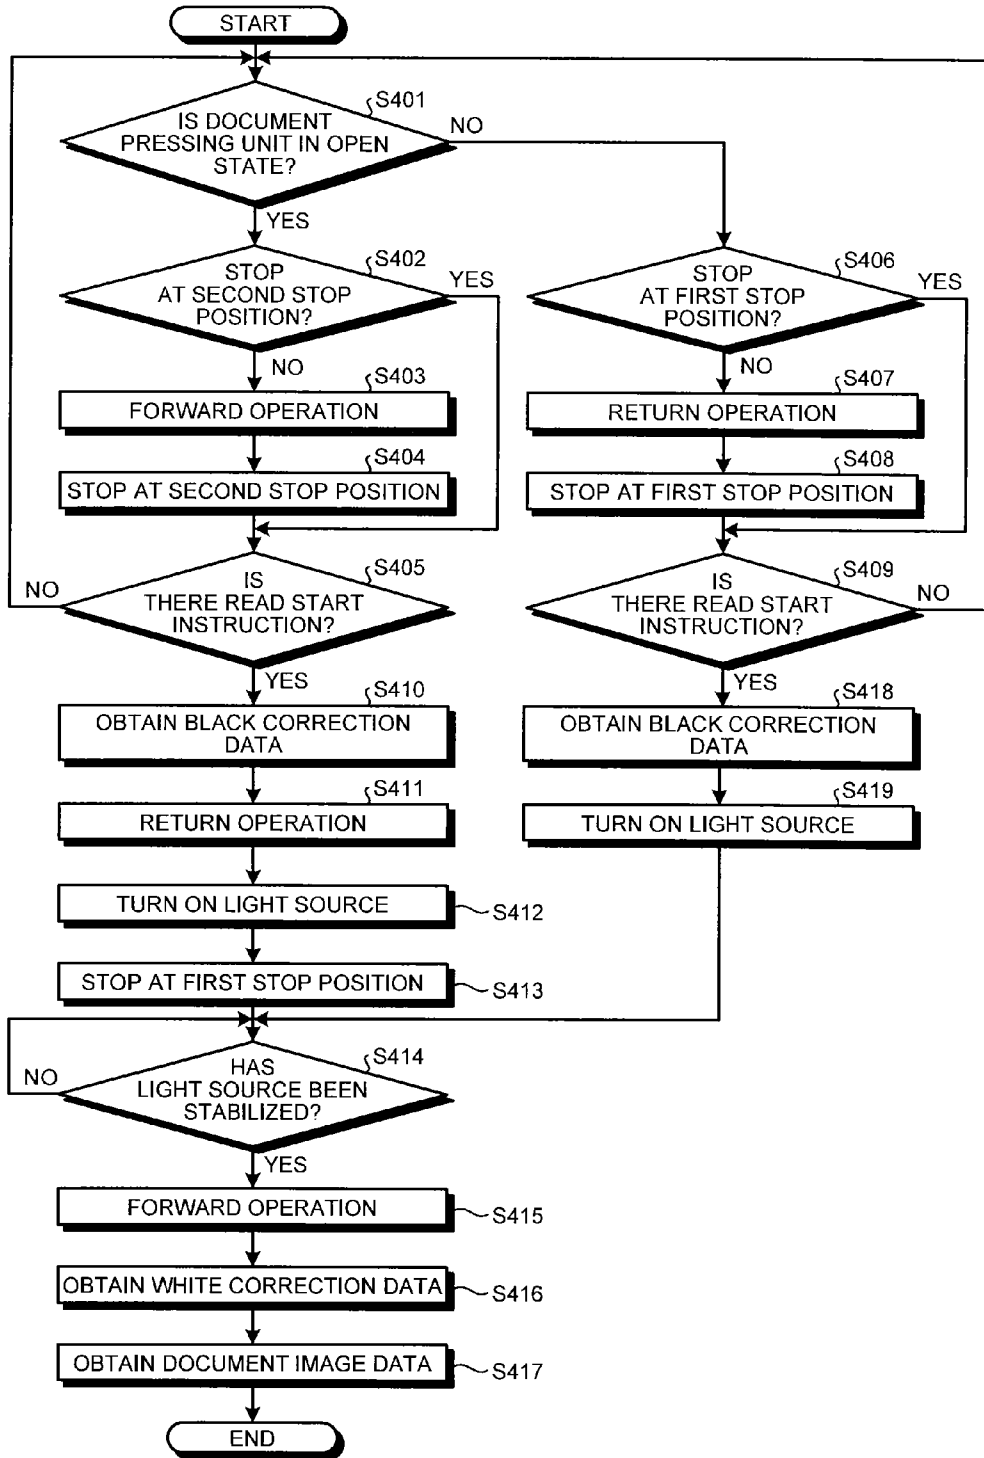 START
S401
IS DOCUMENT
PRESSING UNIT IN OPEN
STATE?
NO
YES
S402
STOP
AT SECOND STOP
POSITION?
YES
NO
S406
STOP
AT FIRST STOP
POSITION?
YES
NO
S403
FORWARD OPERATION
S407
RETURN OPERATION
S404
STOP AT SECOND STOP POSITION
S408
STOP AT FIRST STOP POSITION
S405
IS
THERE READ START
INSTRUCTION?
NO
YES
S409
IS
THERE READ START
INSTRUCTION?
NO
YES
S410
OBTAIN BLACK CORRECTION
DATA
S418
OBTAIN BLACK CORRECTION
DATA
S411
RETURN OPERATION
S419
TURN ON LIGHT SOURCE
TURN ON LIGHT SOURCE
S412
STOP AT FIRST STOP POSITION
S413
S414
HAS
LIGHT SOURCE BEEN
STABILIZED?
NO
YES
FORWARD OPERATION
S415
OBTAIN WHITE CORRECTION DATA
S416
OBTAIN DOCUMENT IMAGE DATA
S417
END